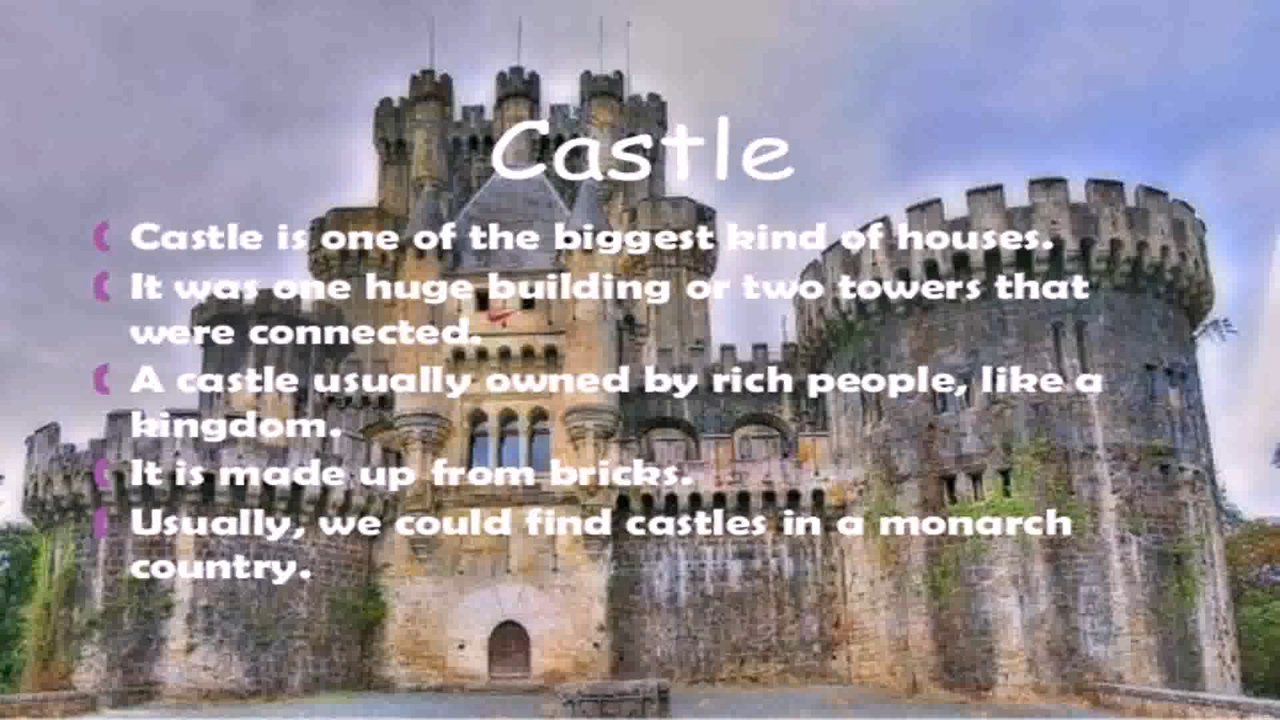 Castle
Castle is one of the biggest kind of houses.
It was one huge building or two towers that
were connected.
A castle usually owned by rich people, like a
kingdom.
It is made up from bricks.
Usually, we could find castles in a monarch
country.